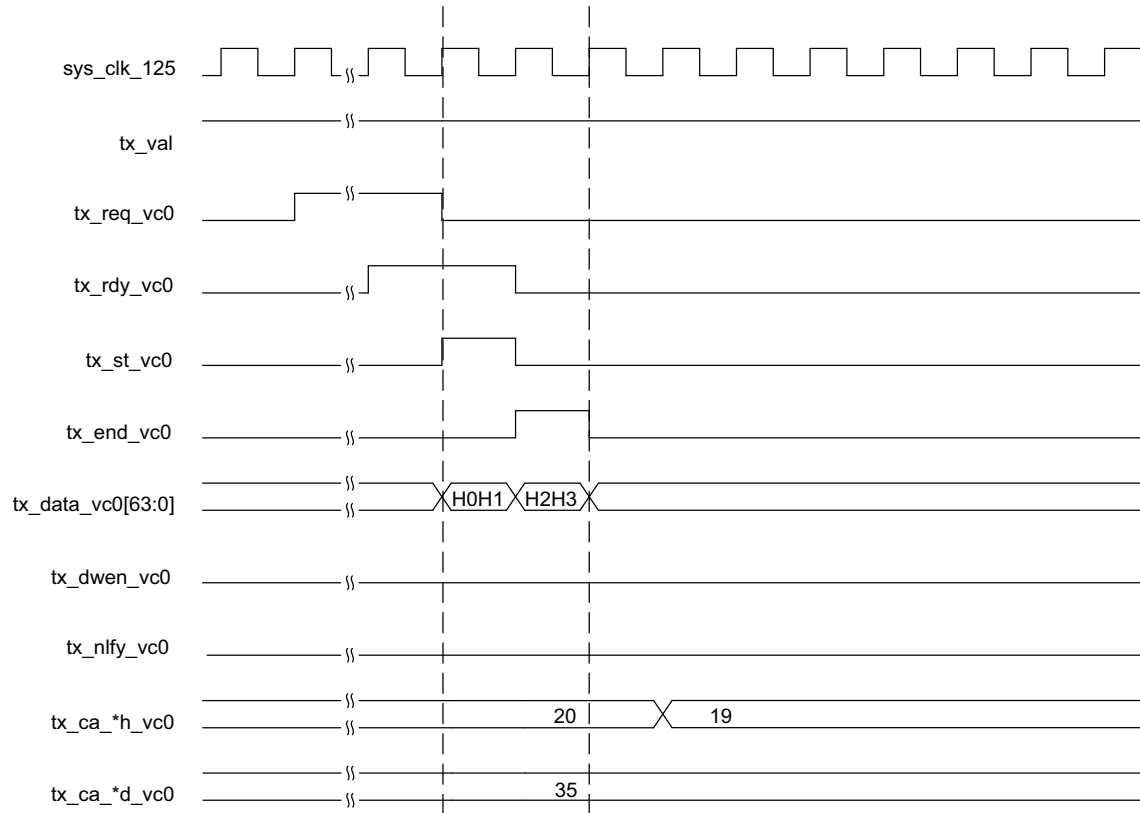 sys_clk_125
tx_val
tx_req_vc0
tx_rdy_vc0
tx_st_vc0
tx_end_vc0
tx_data_vc0[63:0] H0H1 H2H3
tx_dwen_vc0
tx_nlfy_vc0
tx_ca_*h_vc0 20 19
tx_ca_*d_vc0 35